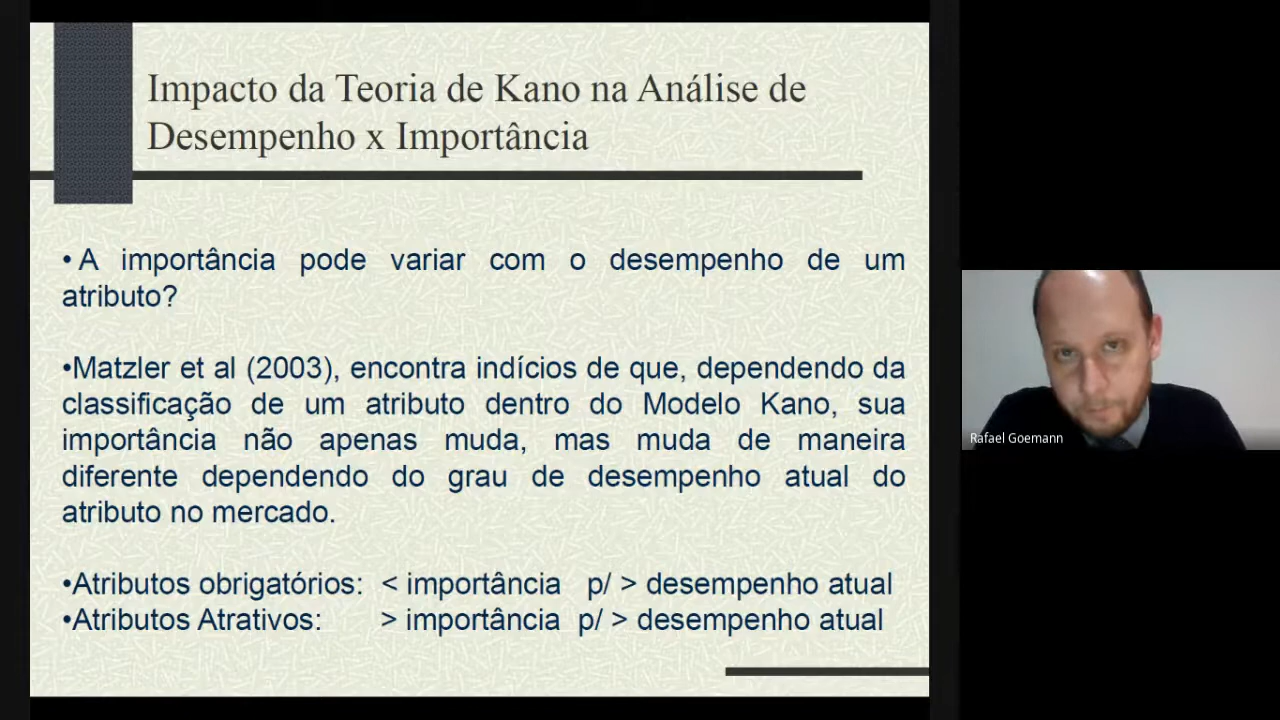 Impacto da Teoria de Kano na Análise de
Desempenho x Importância
• A importância pode variar com o desempenho de um
atributo?
•Matzler et al (2003), encontra indícios de que, dependendo da
classificação de um atributo dentro do Modelo Kano, sua
importância não apenas muda, mas muda de maneira
diferente dependendo do grau de desempenho atual do
atributo no mercado.
•Atributos obrigatórios: < importância p/ > desempenho atual
•Atributos Atrativos: > importância p/ > desempenho atual
Rafael Goemann